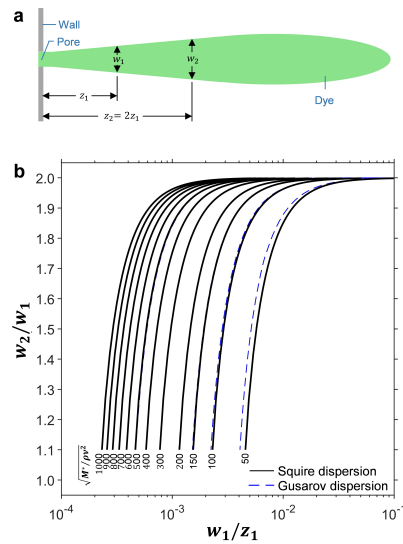 a
Wall
Pore
w₁
w₂
z₁
z₂ = 2z₁
Dye
b
w₂/w₁
2.0
1.9
1.8
1.7
1.6
1.5
1.4
1.3
1.2
1.1
1.0
√M″/ρν²
1000
900
800
700
600
500
400
300
200
150
100
50
Squire dispersion
Gusarov dispersion
10⁻⁴
10⁻³
10⁻²
10⁻¹
w₁/z₁